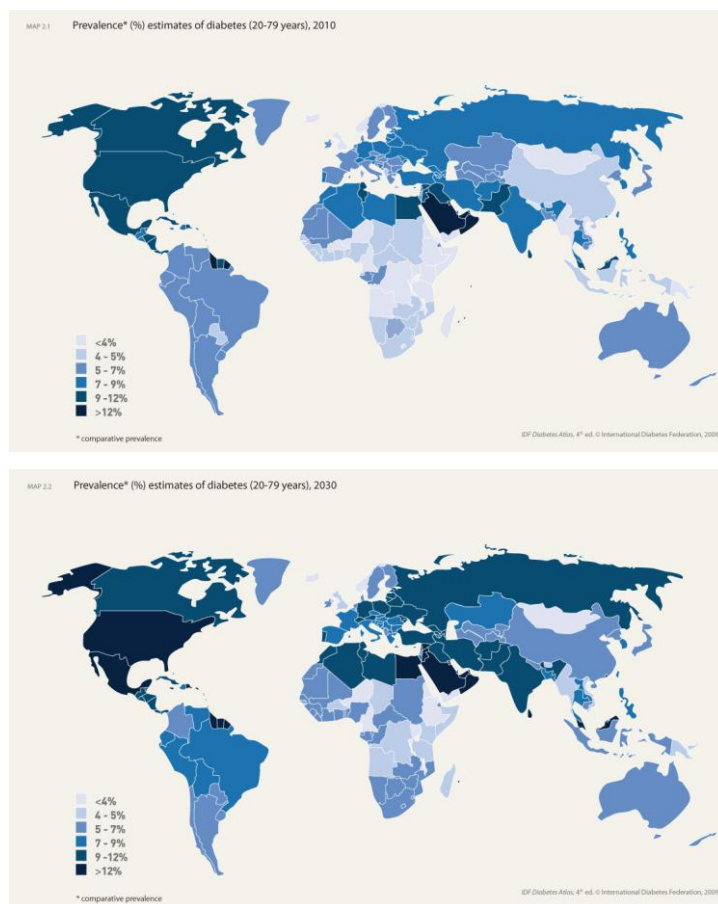 MAP 2.1 Prevalence* (%) estimates of diabetes (20-79 years), 2010
<4%
4 - 5%
5 - 7%
7 - 9%
9 -12%
>12%
* comparative prevalence
IDF Diabetes Atlas, 4th ed. © International Diabetes Federation, 2009
MAP 2.2 Prevalence* (%) estimates of diabetes (20-79 years), 2030
<4%
4 - 5%
5 - 7%
7 - 9%
9 -12%
>12%
* comparative prevalence
IDF Diabetes Atlas, 4th ed. © International Diabetes Federation, 2009